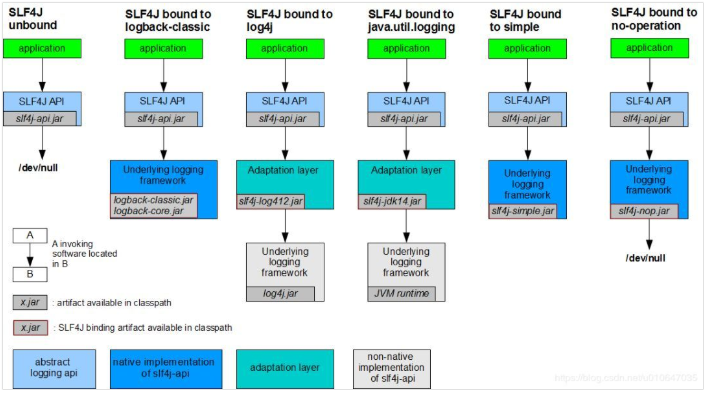 SLF4J
unbound
SLF4J bound to
logback-classic
SLF4J bound to
log4j
SLF4J bound to
java.util.logging
SLF4J bound
to simple
SLF4J bound to
no-operation
application
application
application
application
application
application
SLF4J API
slf4j-api.jar
SLF4J API
slf4j-api.jar
SLF4J API
slf4j-api.jar
SLF4J API
slf4j-api.jar
SLF4J API
slf4j-api.jar
SLF4J API
slf4j-api.jar
/dev/null
Underlying logging
framework
logback-classic.jar
logback-core.jar
Adaptation layer
slf4j-log412.jar
Adaptation layer
slf4j-jdk14.jar
Underlying
logging
framework
slf4j-simple.jar
Underlying
logging
framework
slf4j-nop.jar
Underlying
logging
framework
log4j.jar
Underlying
logging
framework
JVM runtime
/dev/null
A
B
A invoking
software located
in B
x.jar
: artifact available in classpath
x.jar
: SLF4J binding artifact available in classpath
abstract
logging api
native implementation
of slf4j-api
adaptation layer
non-native
implementation
of slf4j-api